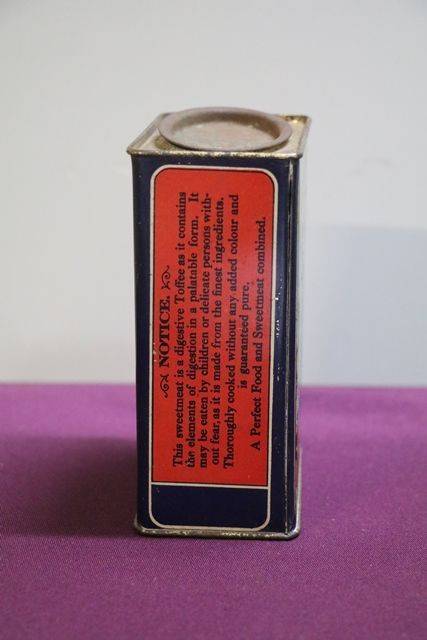 NOTICE.
This sweetmeat is a digestive Toffee as it contains
the elements of digestion in a palatable form. It
may be eaten by children or delicate persons with-
out fear, as it is made from the finest ingredients.
Thoroughly cooked without any added colour and
is guaranteed pure.
A Perfect Food and Sweetmeat combined.